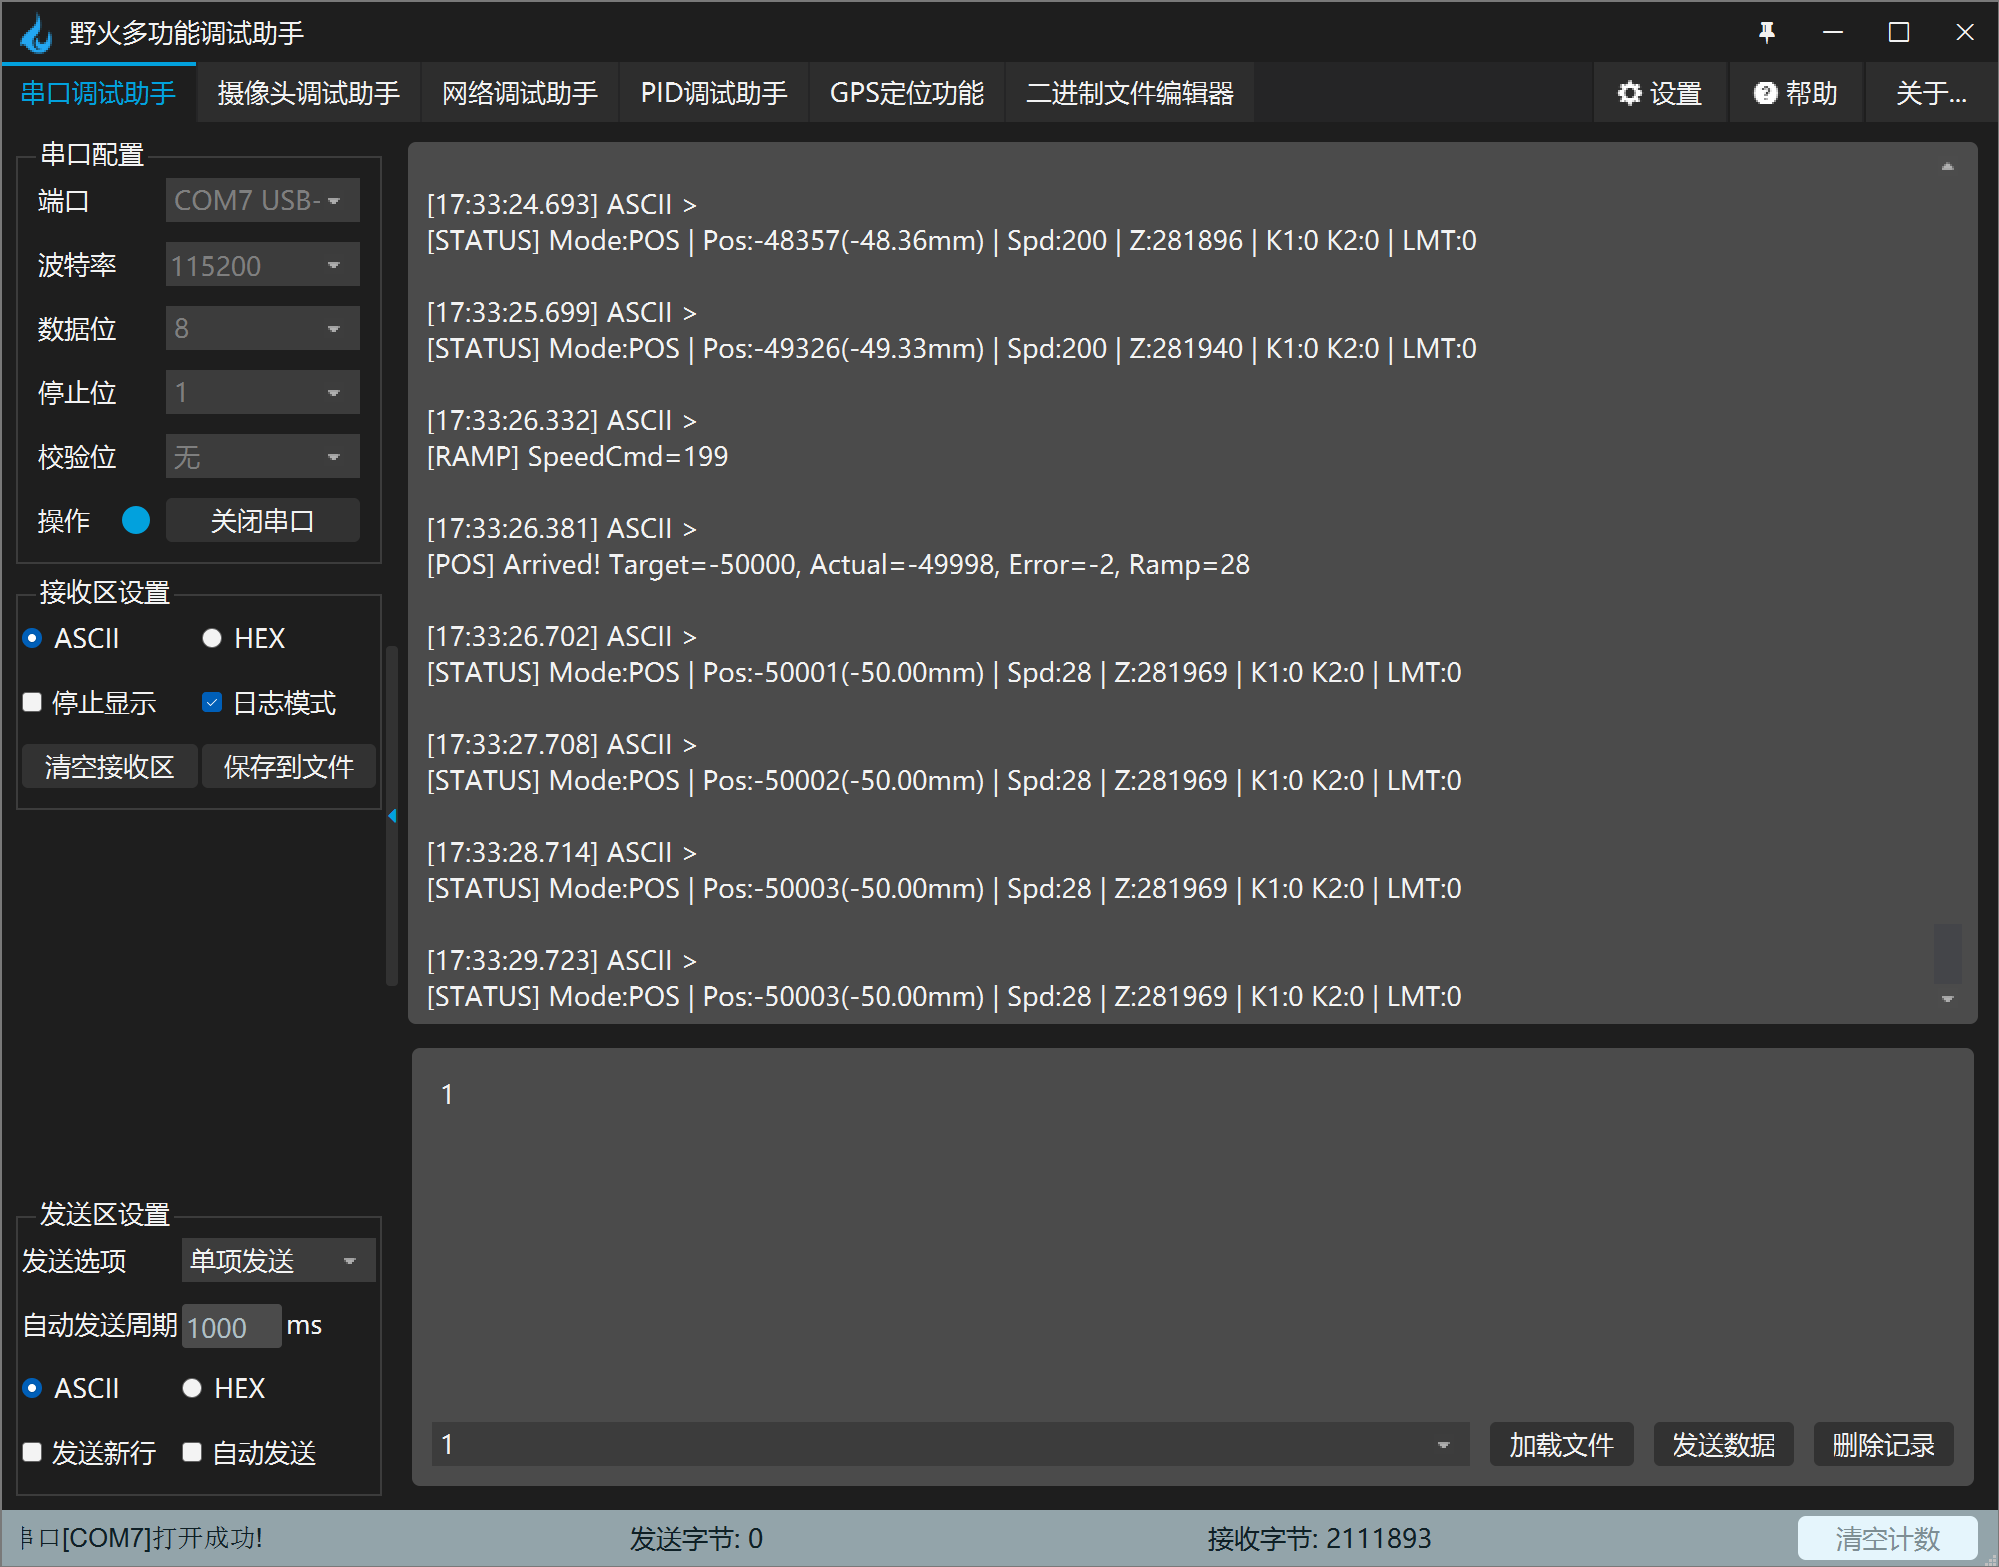 野火多功能调试助手
串口调试助手 摄像头调试助手 网络调试助手 PID调试助手 GPS定位功能 二进制文件编辑器 设置 帮助 关于...
串口配置
端口 COM7 USB-
波特率 115200
数据位 8
停止位 1
校验位 无
操作 关闭串口
接收区设置
ASCII HEX
停止显示 日志模式
清空接收区 保存到文件
发送区设置
发送选项 单项发送
自动发送周期 1000 ms
ASCII HEX
发送新行 自动发送
[17:33:24.693] ASCII >
[STATUS] Mode:POS | Pos:-48357(-48.36mm) | Spd:200 | Z:281896 | K1:0 K2:0 | LMT:0
[17:33:25.699] ASCII >
[STATUS] Mode:POS | Pos:-49326(-49.33mm) | Spd:200 | Z:281940 | K1:0 K2:0 | LMT:0
[17:33:26.332] ASCII >
[RAMP] SpeedCmd=199
[17:33:26.381] ASCII >
[POS] Arrived! Target=-50000, Actual=-49998, Error=-2, Ramp=28
[17:33:26.702] ASCII >
[STATUS] Mode:POS | Pos:-50001(-50.00mm) | Spd:28 | Z:281969 | K1:0 K2:0 | LMT:0
[17:33:27.708] ASCII >
[STATUS] Mode:POS | Pos:-50002(-50.00mm) | Spd:28 | Z:281969 | K1:0 K2:0 | LMT:0
[17:33:28.714] ASCII >
[STATUS] Mode:POS | Pos:-50003(-50.00mm) | Spd:28 | Z:281969 | K1:0 K2:0 | LMT:0
[17:33:29.723] ASCII >
[STATUS] Mode:POS | Pos:-50003(-50.00mm) | Spd:28 | Z:281969 | K1:0 K2:0 | LMT:0
1
1 加载文件 发送数据 删除记录
串口[COM7]打开成功! 发送字节: 0 接收字节: 2111893 清空计数